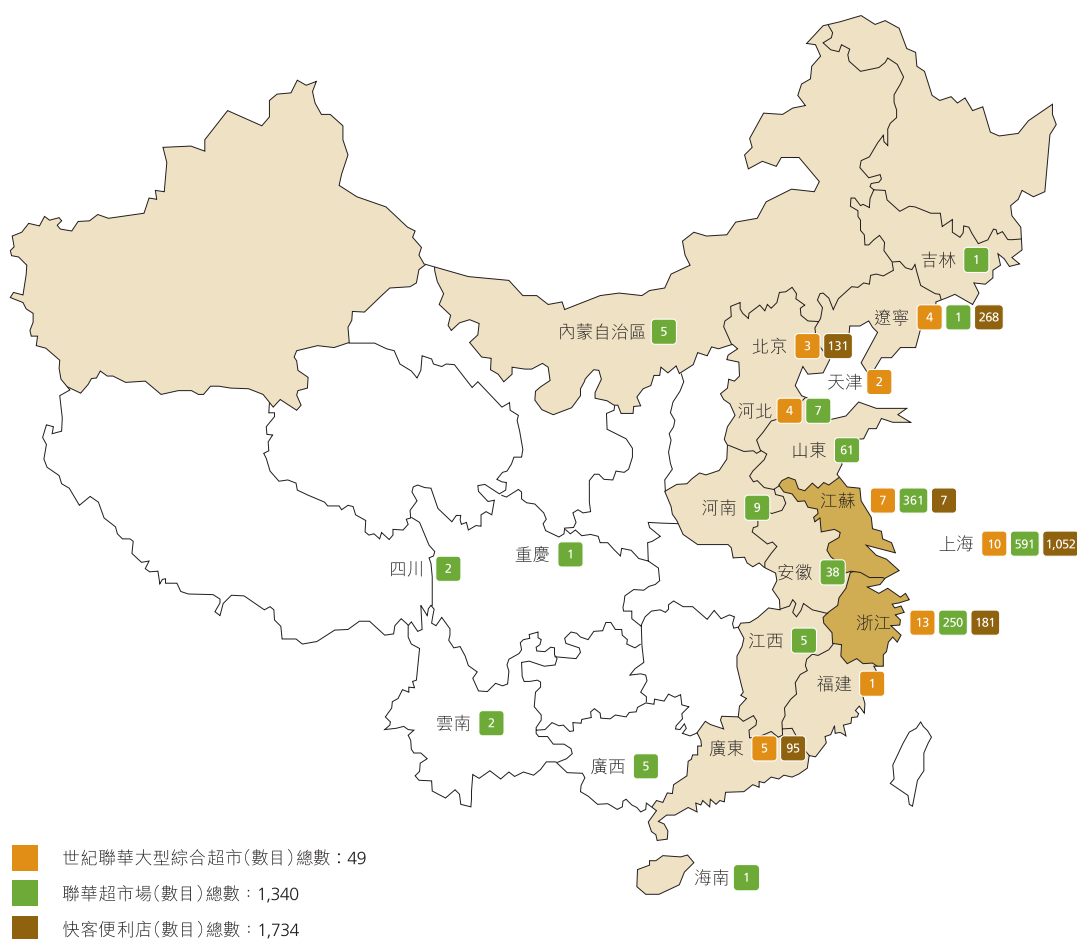 吉林 1
遼寧 4 1 268
內蒙自治區 5
北京 3 131
天津 2
河北 4 7
山東 61
江蘇 7 361 7
河南 9
上海 10 591 1,052
重慶 1
四川 2
安徽 38
浙江 13 250 181
江西 5
福建 1
雲南 2
廣東 5 95
廣西 5
海南 1
世紀聯華大型綜合超市(數目)總數：49
聯華超市場(數目)總數：1,340
快客便利店(數目)總數：1,734